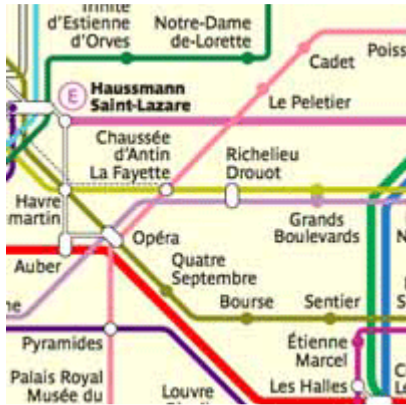 Trinité
d'Estienne
d'Orves
Notre-Dame
de-Lorette
Cadet
Poiss
E
Haussmann
Saint-Lazare
Le Peletier
Chaussée
d'Antin
La Fayette
Richelieu
Drouot
Havre
martin
Opéra
Grands
Boulevards
Auber
Quatre
Septembre
Bourse
Sentier
Étienne
Marcel
Pyramides
Les Halles
Palais Royal
Musée du
Louvre